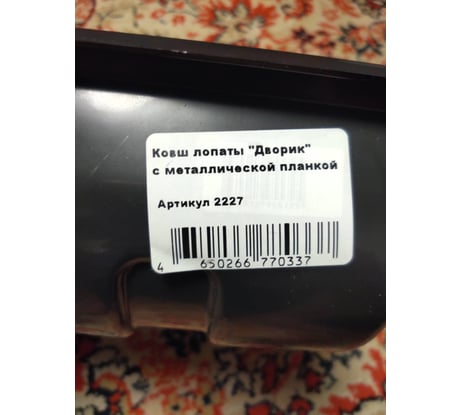 Ковш лопаты "Дворик"
с металлической планкой
Артикул 2227
4 650266 770337